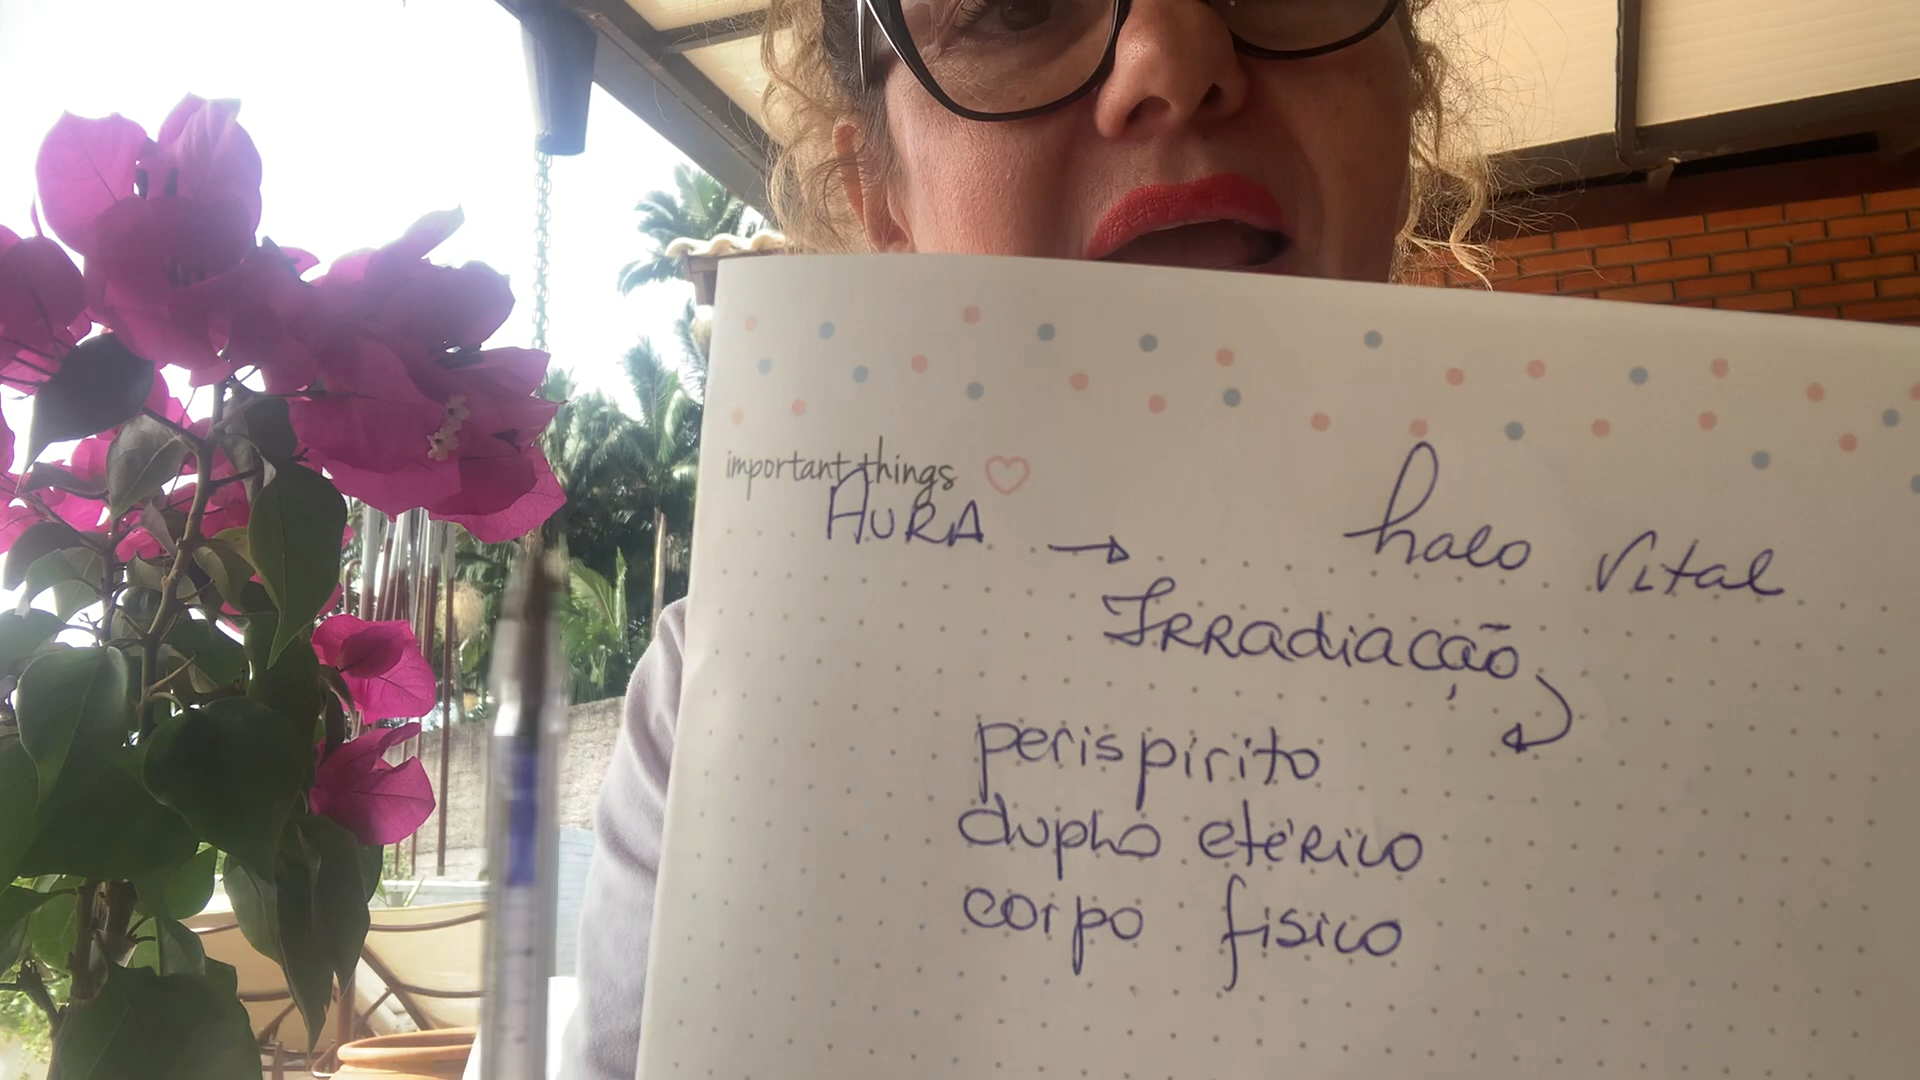 important things
AURA → halo vital
Irradiação
perispirito
duplo etérico
corpo fisico